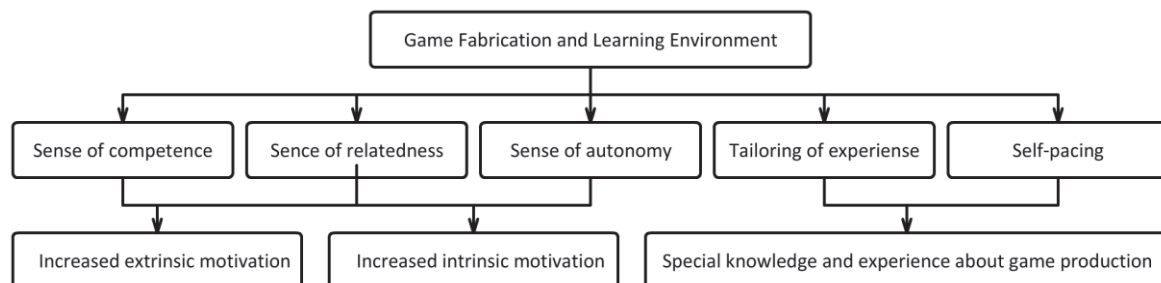 Game Fabrication and Learning Environment
Sense of competence
Sence of relatedness
Sense of autonomy
Tailoring of experiense
Self-pacing
Increased extrinsic motivation
Increased intrinsic motivation
Special knowledge and experience about game production